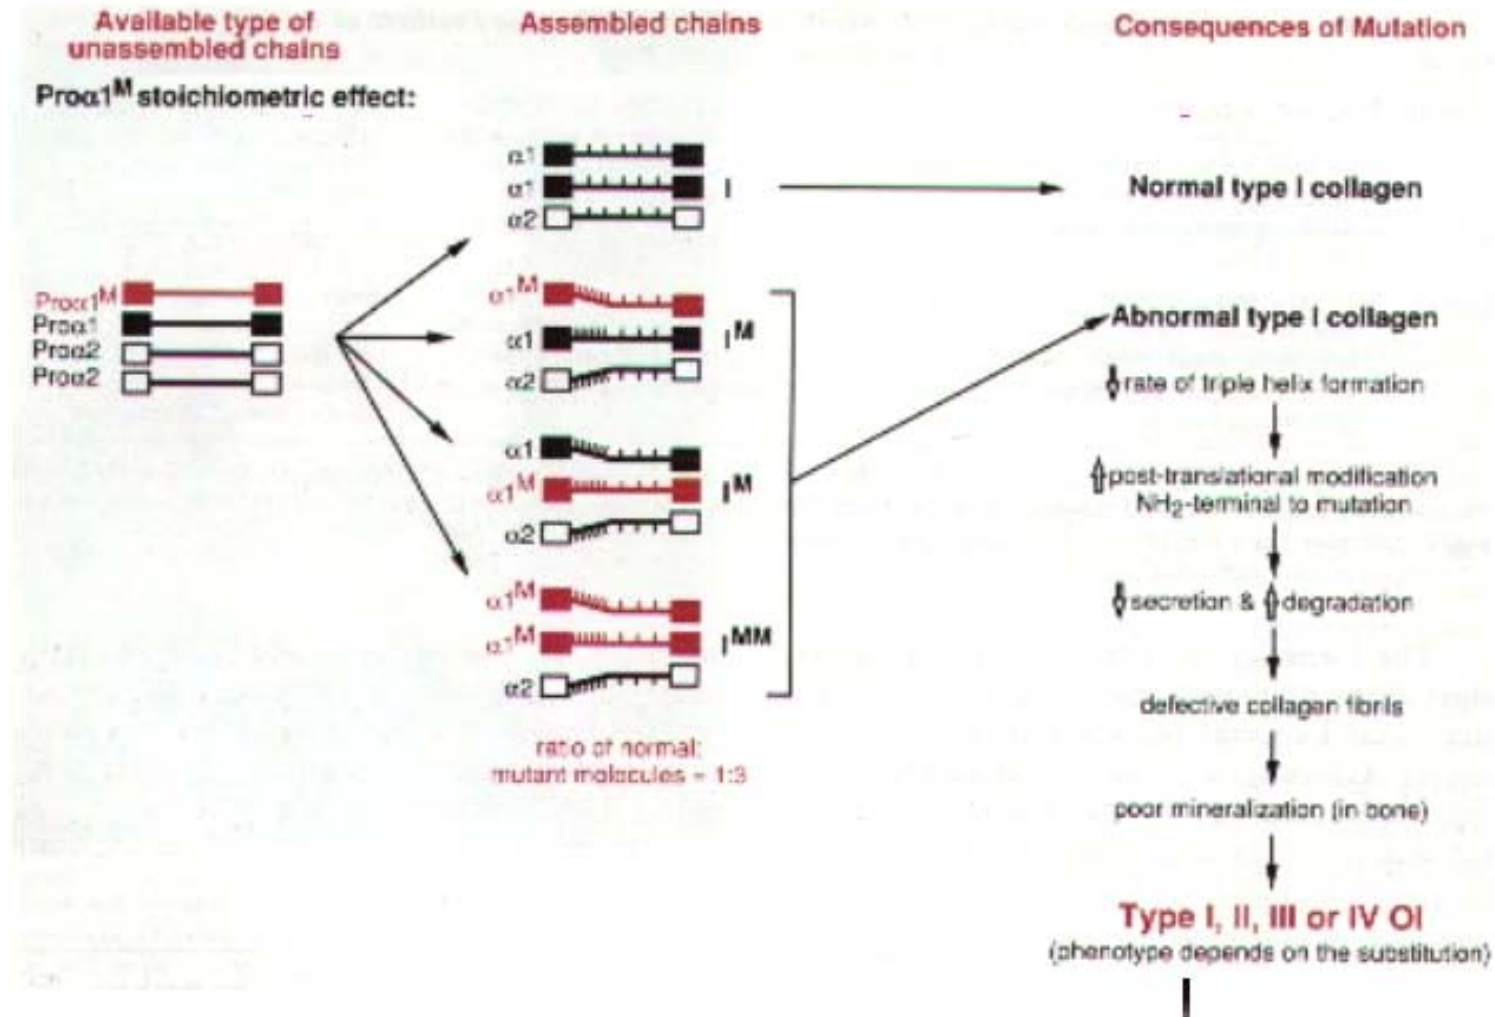 Available type of
unassembled chains
Assembled chains
Consequences of Mutation
Proα1M stoichiometric effect:
α1
α1
α2
I
Normal type I collagen
Proα1M
Proα1
Proα2
Proα2
α1M
α1
α2
IM
Abnormal type I collagen
⇩ rate of triple helix formation
α1
α1M
α2
IM
⇧ post-translational modification
NH2-terminal to mutation
α1M
α1M
α2
IMM
⇩ secretion & ⇧ degradation
defective collagen fibrils
ratio of normal:
mutant molecules = 1:3
poor mineralization (in bone)
Type I, II, III or IV OI
(phenotype depends on the substitution)